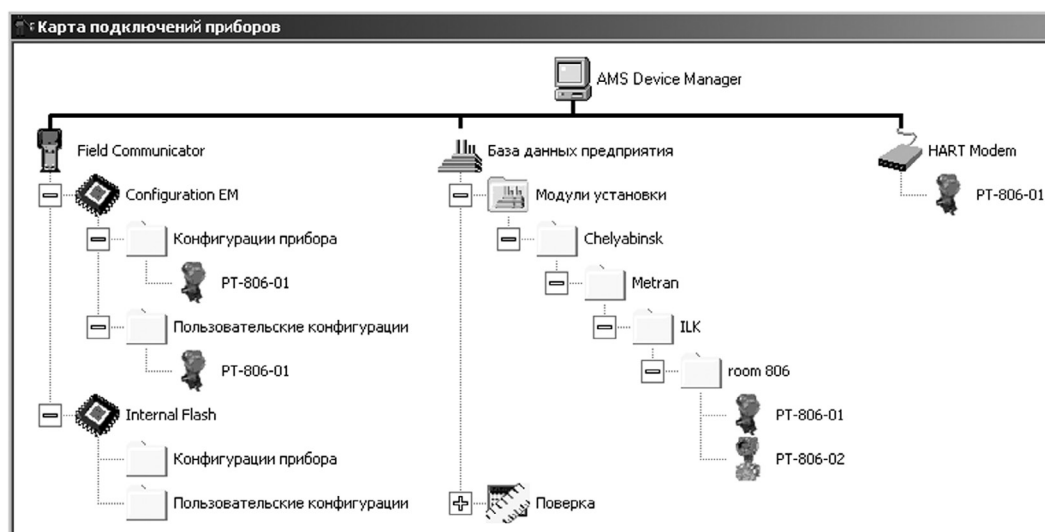 Карта подключений приборов
AMS Device Manager
Field Communicator
Configuration EM
Конфигурации прибора
PT-806-01
Пользовательские конфигурации
PT-806-01
Internal Flash
Конфигурации прибора
Пользовательские конфигурации
База данных предприятия
Модули установки
Chelyabinsk
Metran
ILK
room 806
PT-806-01
PT-806-02
Поверка
HART Modem
PT-806-01